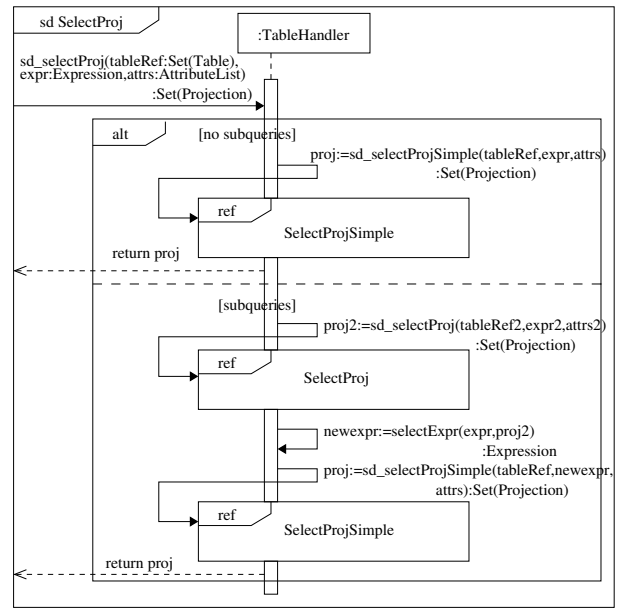 sd SelectProj
:TableHandler
sd_selectProj(tableRef:Set(Table),
expr:Expression,attrs:AttributeList)
:Set(Projection)
alt
[no subqueries]
proj:=sd_selectProjSimple(tableRef,expr,attrs)
:Set(Projection)
ref
SelectProjSimple
return proj
[subqueries]
proj2:=sd_selectProj(tableRef2,expr2,attrs2)
:Set(Projection)
ref
SelectProj
newexpr:=selectExpr(expr,proj2)
:Expression
proj:=sd_selectProjSimple(tableRef,newexpr,
attrs):Set(Projection)
ref
SelectProjSimple
return proj